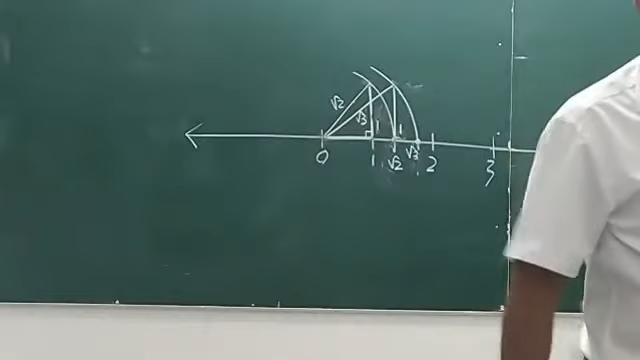 √2
√3
1 1
0 1 √2 √3 2 3